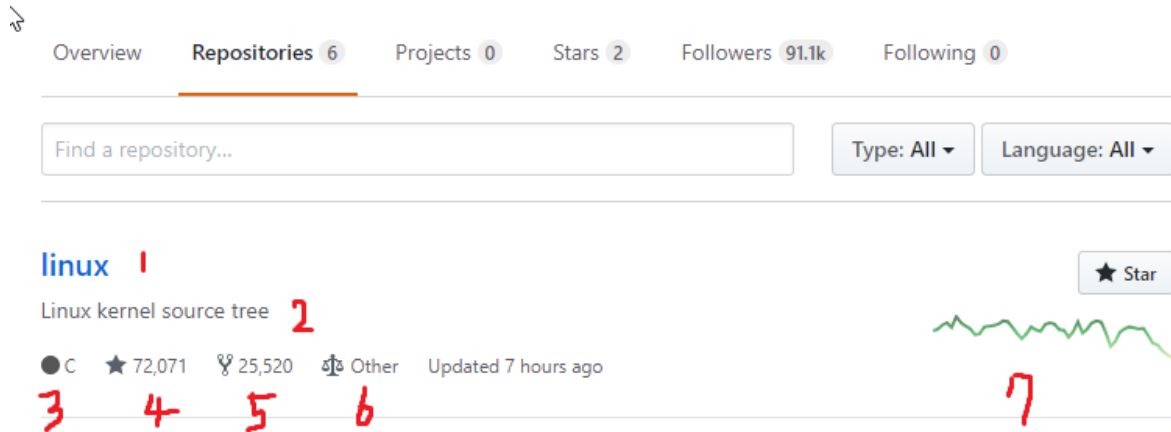 Overview Repositories 6 Projects 0 Stars 2 Followers 91.1k Following 0
Find a repository... Type: All Language: All
linux 1
Star
Linux kernel source tree 2
C 72,071 25,520 Other Updated 7 hours ago
3 4 5 6 7